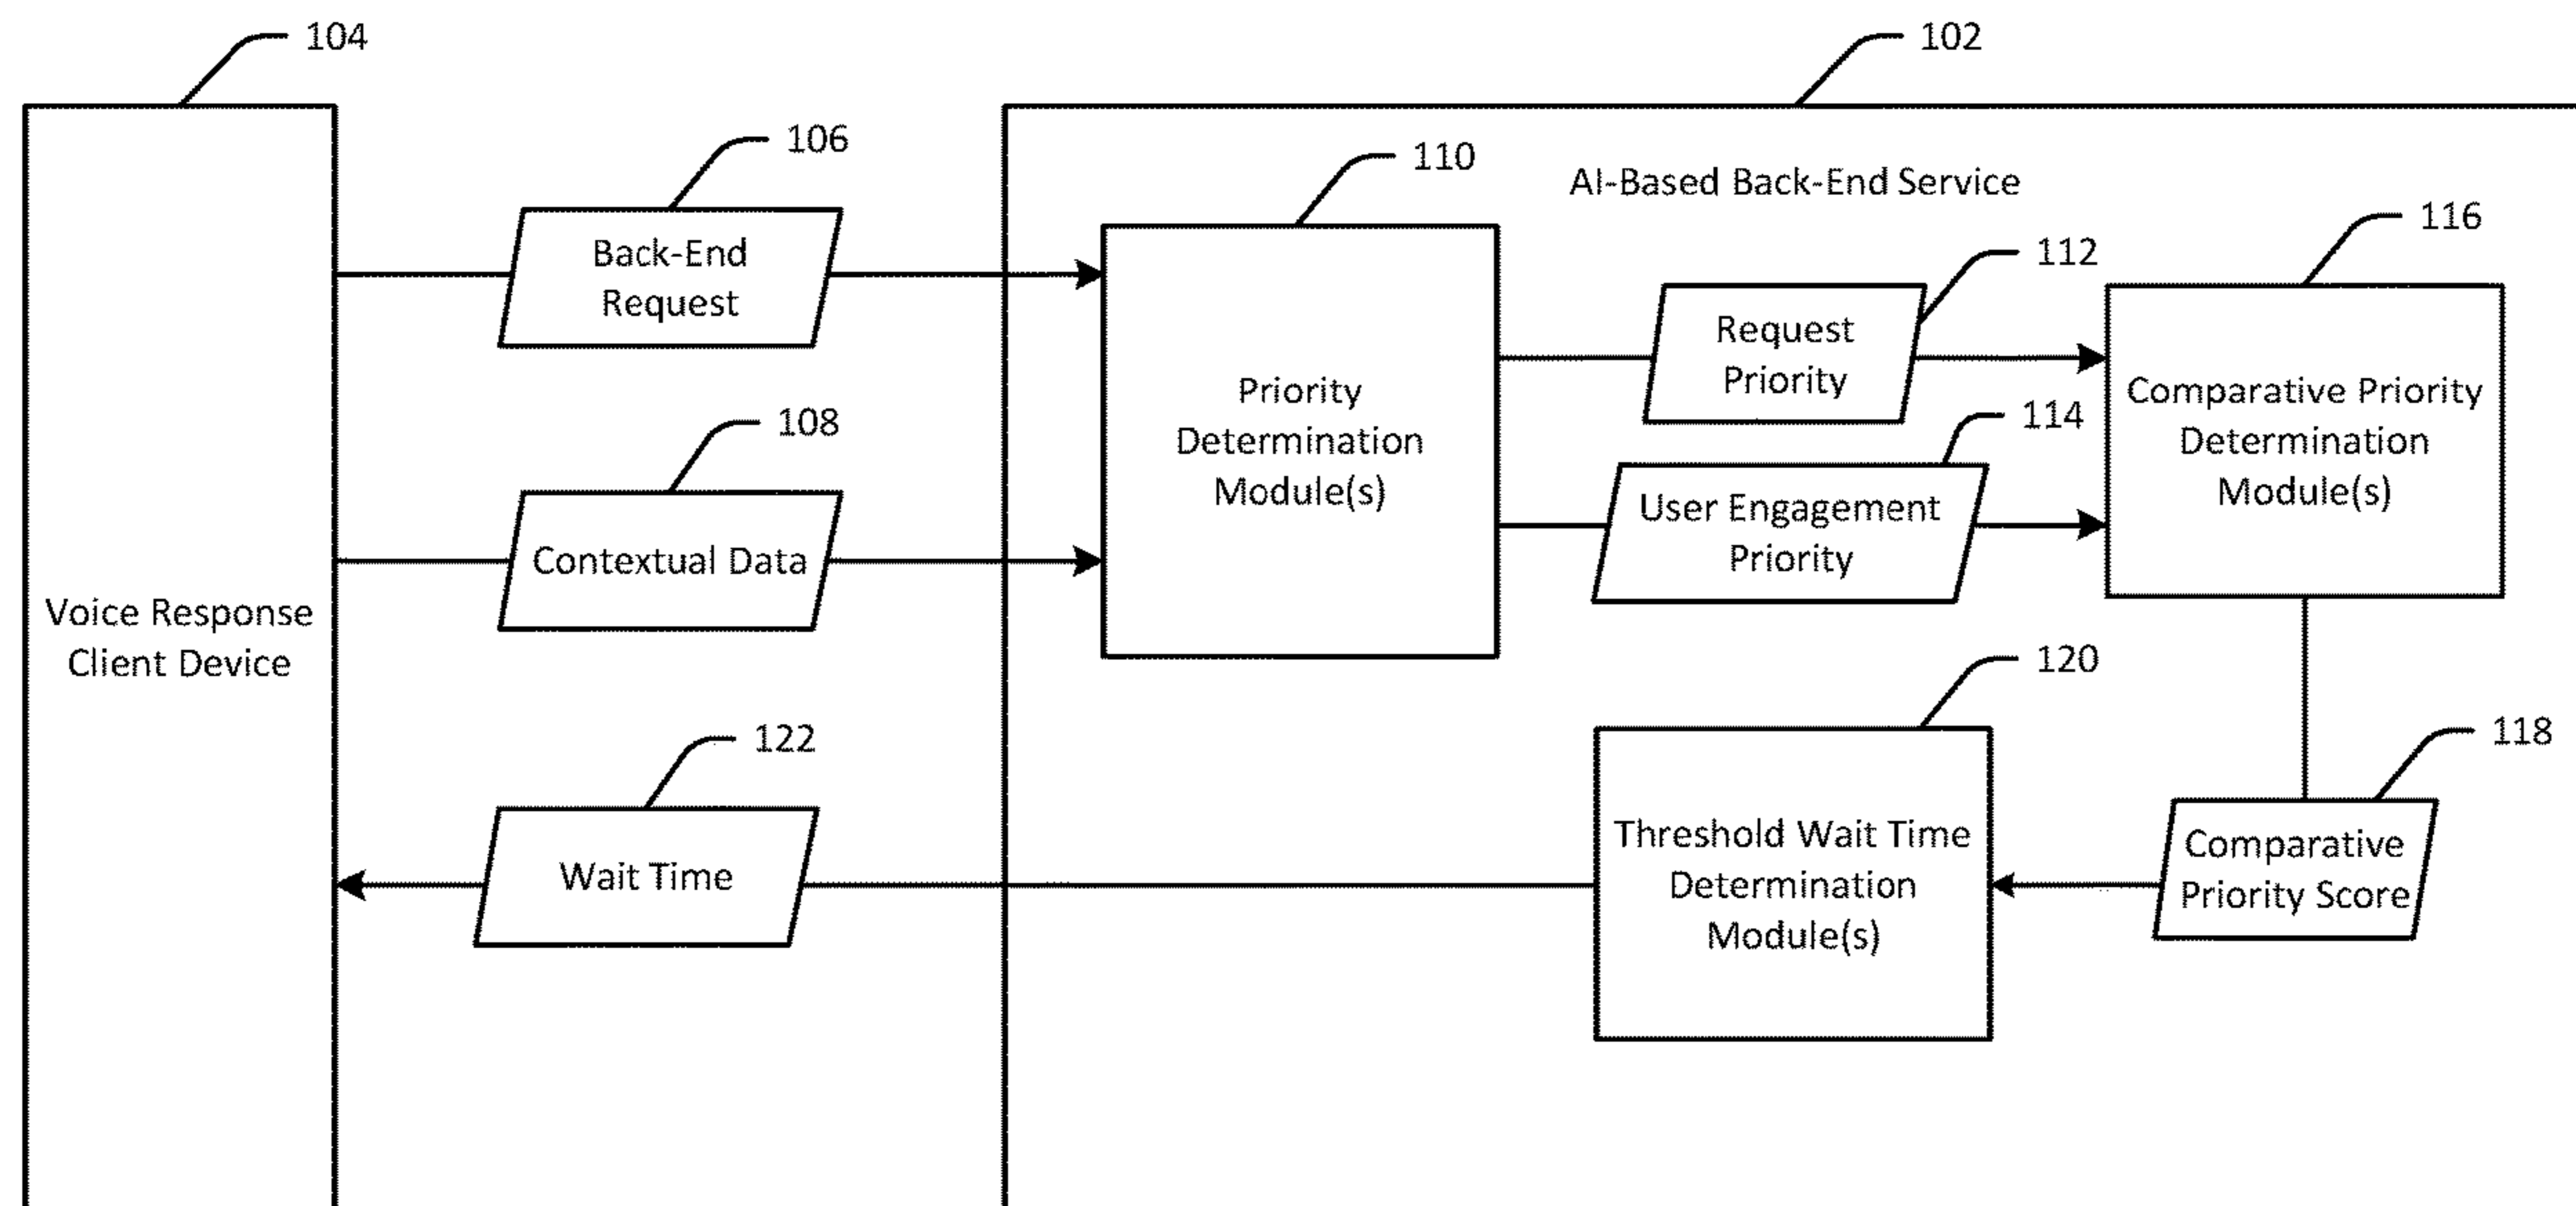 104
102
106
110
AI-Based Back-End Service
116
112
Back-End
Request
Request
Priority
Priority
Determination
Module(s)
Comparative Priority
Determination
Module(s)
108
114
User Engagement
Priority
Contextual Data
Voice Response
Client Device
120
122
118
Threshold Wait Time
Determination
Module(s)
Comparative
Priority Score
Wait Time